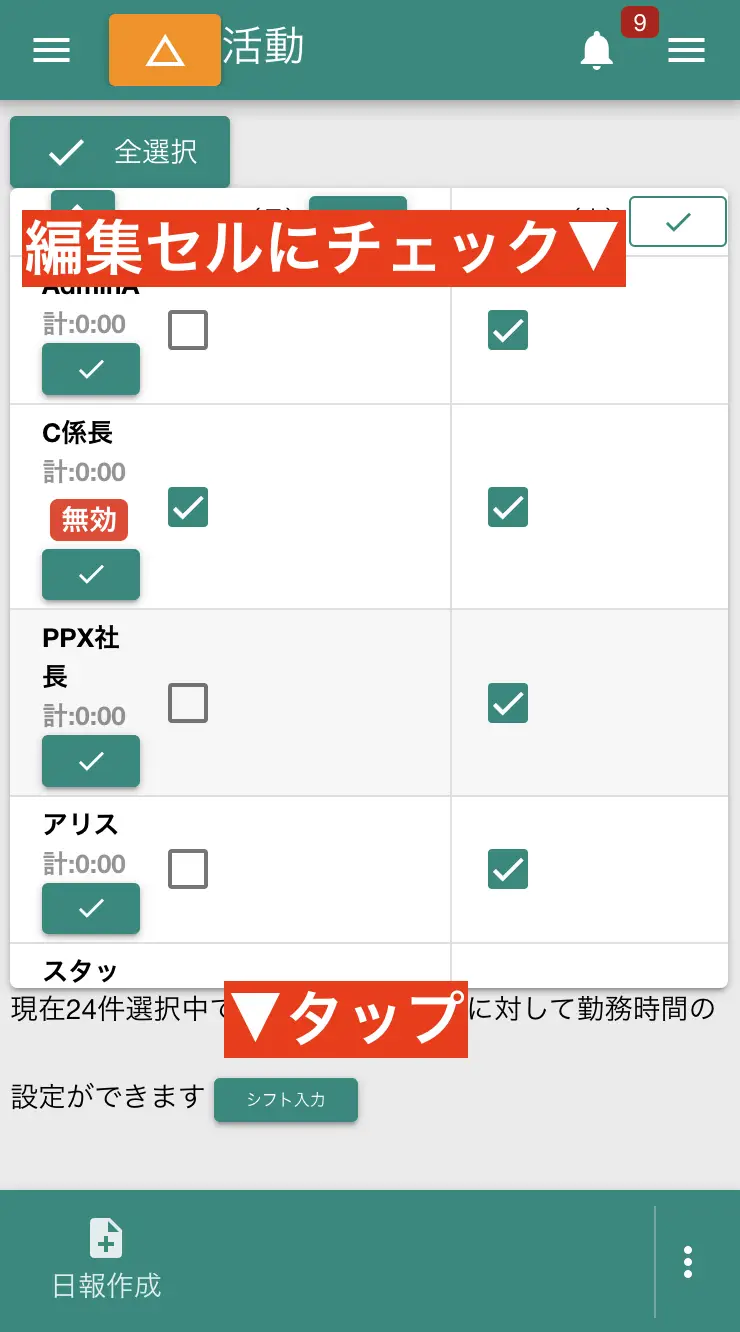 活動
9
全選択
編集セルにチェック▼
AdminA
計:0:00
C係長
計:0:00
無効
PPX社
長
計:0:00
アリス
計:0:00
スタッ
現在24件選択中で
▼タップ
に対して勤務時間の
設定ができます シフト入力
日報作成